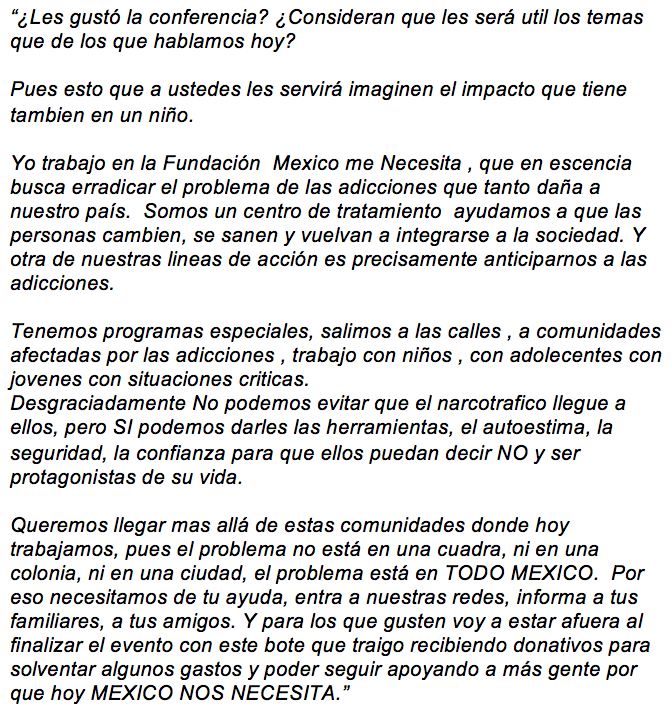 “¿Les gustó la conferencia? ¿Consideran que les será util los temas
que de los que hablamos hoy?
Pues esto que a ustedes les servirá imaginen el impacto que tiene
tambien en un niño.
Yo trabajo en la Fundación  Mexico me Necesita , que en escencia
busca erradicar el problema de las adicciones que tanto daña a
nuestro país.  Somos un centro de tratamiento  ayudamos a que las
personas cambien, se sanen y vuelvan a integrarse a la sociedad. Y
otra de nuestras lineas de acción es precisamente anticiparnos a las
adicciones.
Tenemos programas especiales, salimos a las calles , a comunidades
afectadas por las adicciones , trabajo con niños , con adolecentes con
jovenes con situaciones criticas.
Desgraciadamente No podemos evitar que el narcotrafico llegue a
ellos, pero SI podemos darles las herramientas, el autoestima, la
seguridad, la confianza para que ellos puedan decir NO y ser
protagonistas de su vida.
Queremos llegar mas allá de estas comunidades donde hoy
trabajamos, pues el problema no está en una cuadra, ni en una
colonia, ni en una ciudad, el problema está en TODO MEXICO.  Por
eso necesitamos de tu ayuda, entra a nuestras redes, informa a tus
familiares, a tus amigos. Y para los que gusten voy a estar afuera al
finalizar el evento con este bote que traigo recibiendo donativos para
solventar algunos gastos y poder seguir apoyando a más gente por
que hoy MEXICO NOS NECESITA.”